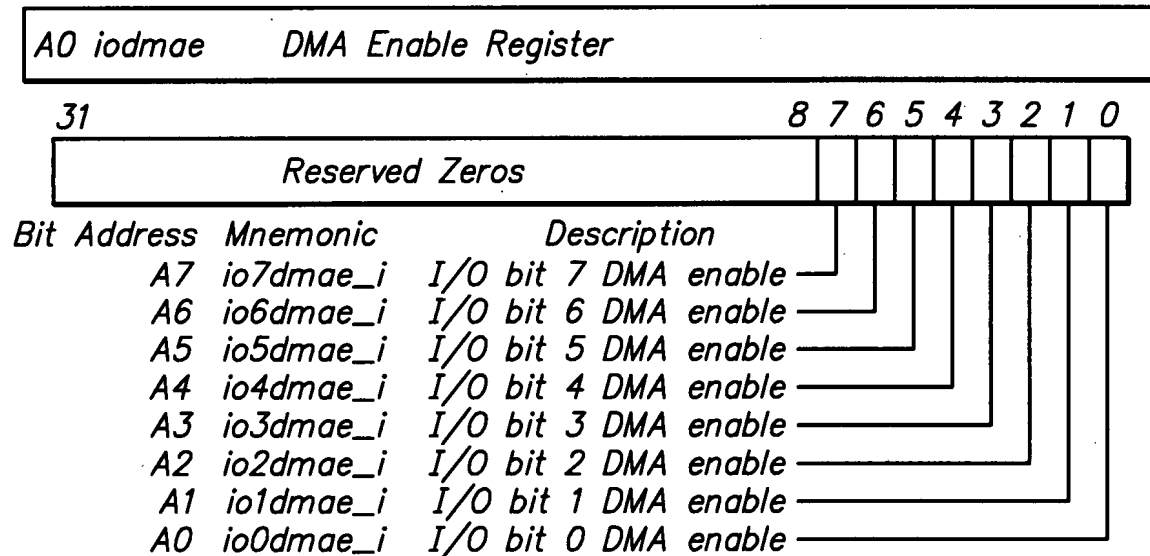 A0 iodmae DMA Enable Register
31 8 7 6 5 4 3 2 1 0
Reserved Zeros
Bit Address Mnemonic Description
A7 io7dmae_i I/O bit 7 DMA enable
A6 io6dmae_i I/O bit 6 DMA enable
A5 io5dmae_i I/O bit 5 DMA enable
A4 io4dmae_i I/O bit 4 DMA enable
A3 io3dmae_i I/O bit 3 DMA enable
A2 io2dmae_i I/O bit 2 DMA enable
A1 io1dmae_i I/O bit 1 DMA enable
A0 io0dmae_i I/O bit 0 DMA enable